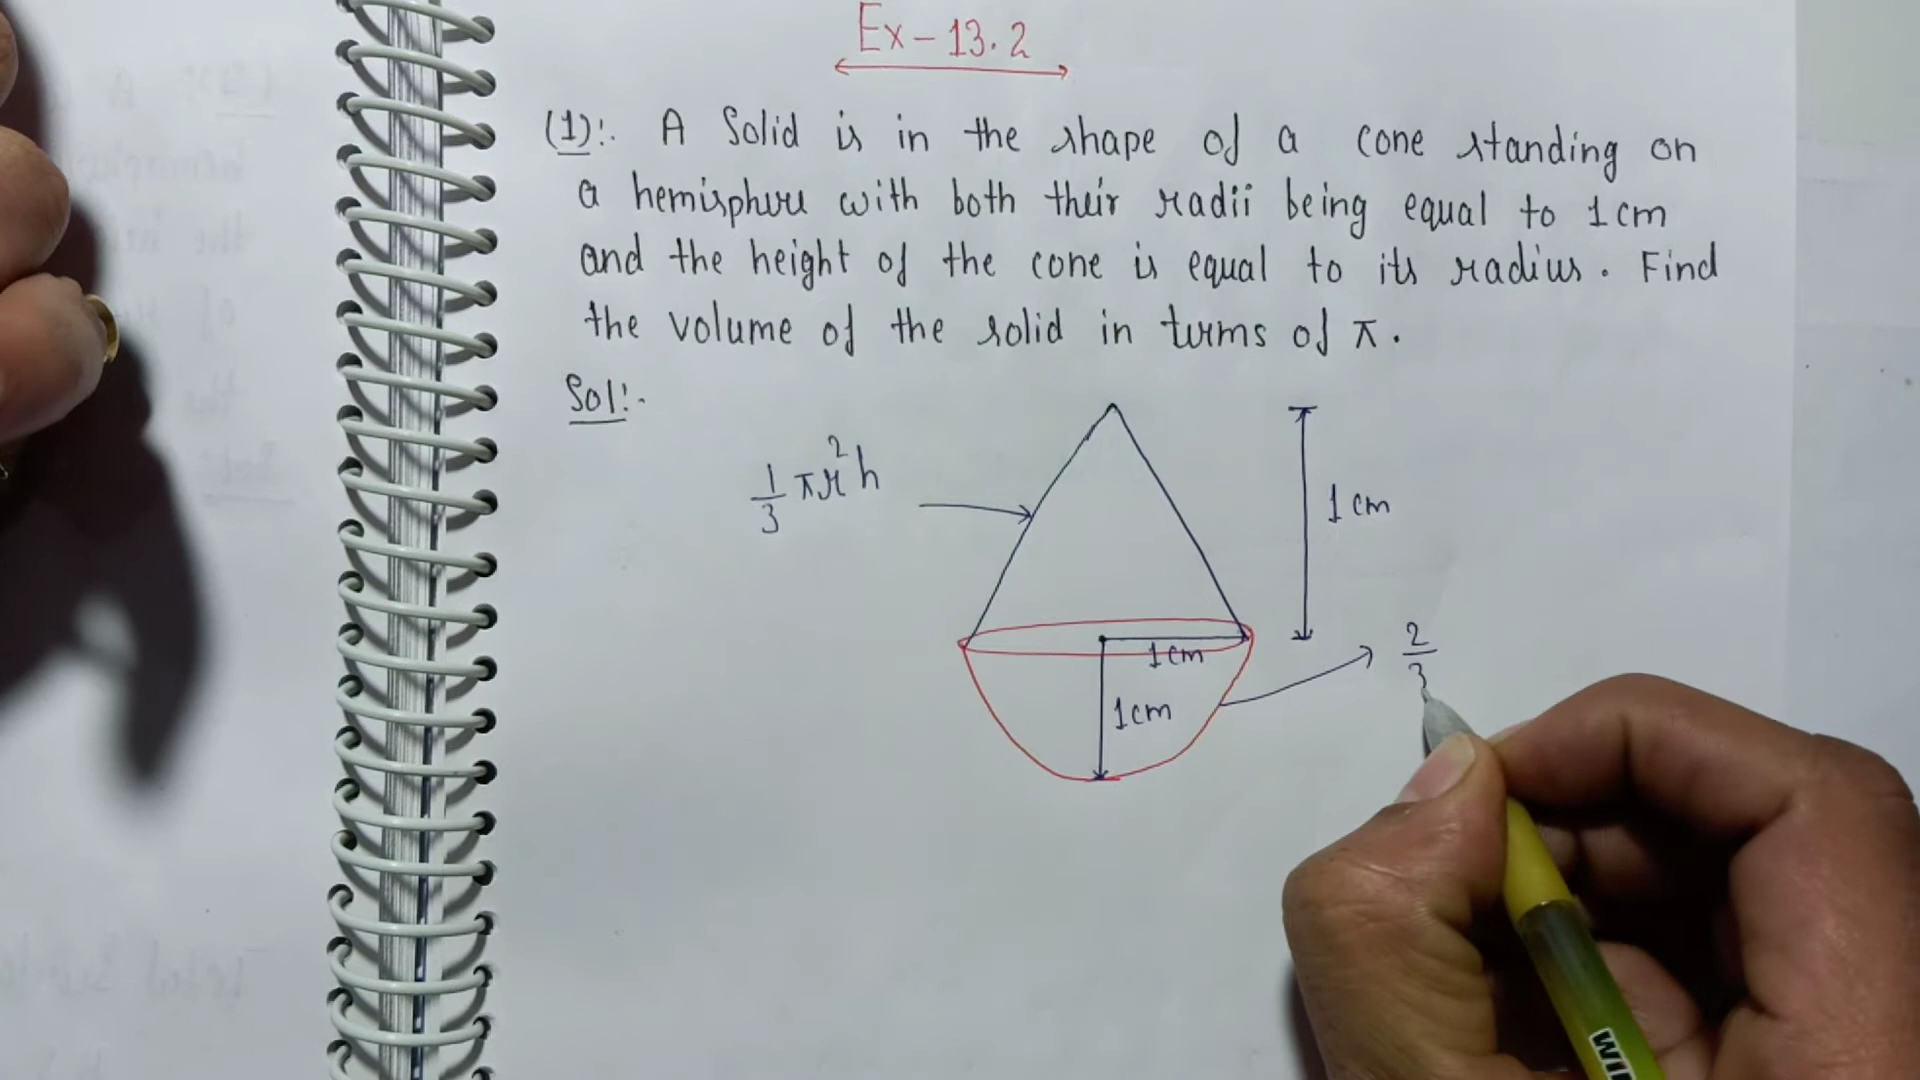 Ex - 13.2
(1):. A Solid is in the shape of a cone standing on
a hemisphere with both their radii being equal to 1cm
and the height of the cone is equal to its radius. Find
the volume of the solid in terms of π.
Sol:-
1/3 πr²h
1 cm
1cm
1cm
2/3